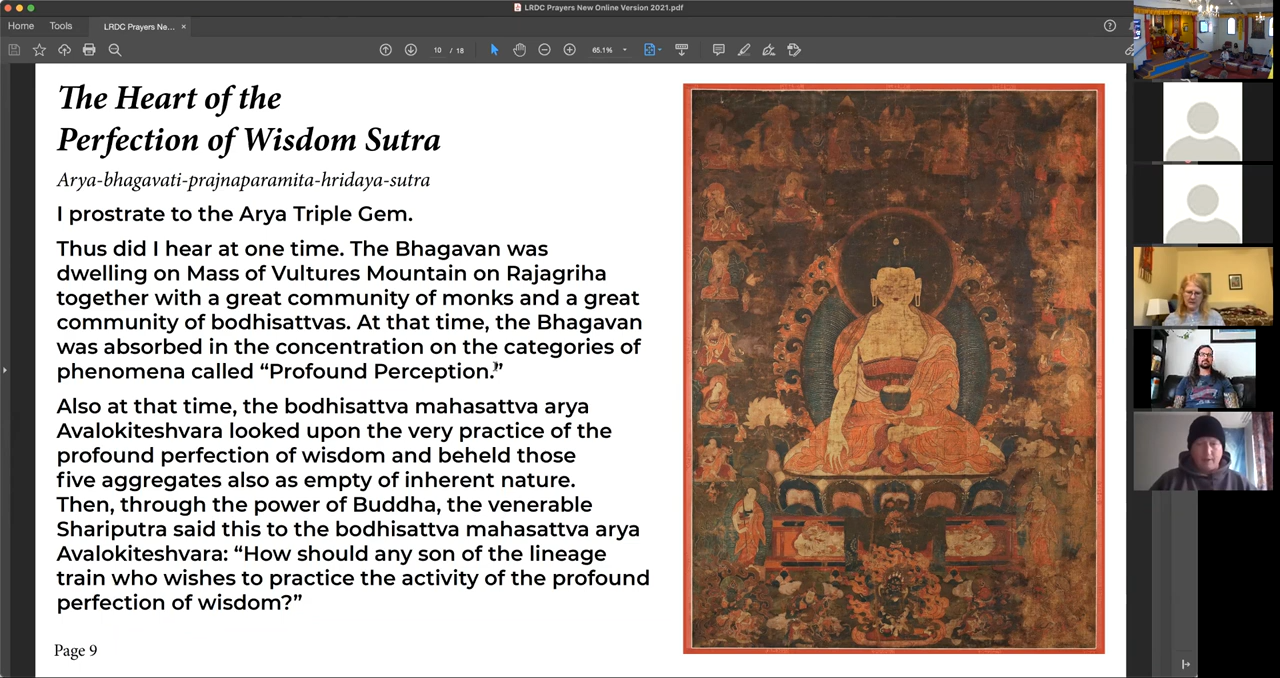 LRDC Prayers New Online Version 2021.pdf
Home Tools LRDC Prayers Ne... ×
10 / 18 65.1%
The Heart of the
Perfection of Wisdom Sutra
Arya-bhagavati-prajnaparamita-hridaya-sutra
I prostrate to the Arya Triple Gem.
Thus did I hear at one time. The Bhagavan was
dwelling on Mass of Vultures Mountain on Rajagriha
together with a great community of monks and a great
community of bodhisattvas. At that time, the Bhagavan
was absorbed in the concentration on the categories of
phenomena called “Profound Perception.”
Also at that time, the bodhisattva mahasattva arya
Avalokiteshvara looked upon the very practice of the
profound perfection of wisdom and beheld those
five aggregates also as empty of inherent nature.
Then, through the power of Buddha, the venerable
Shariputra said this to the bodhisattva mahasattva arya
Avalokiteshvara: “How should any son of the lineage
train who wishes to practice the activity of the profound
perfection of wisdom?”
Page 9